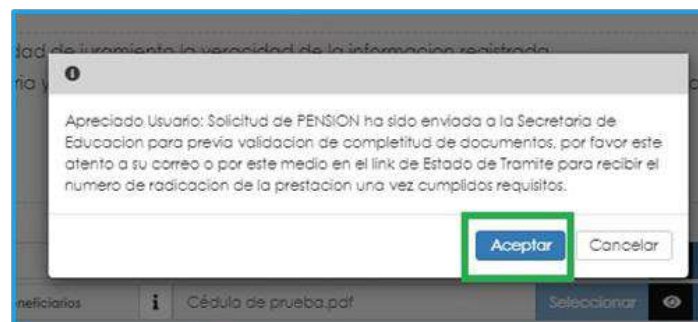 dad de juramento la veracidad de la informacion registrada
ria y
Apreciado Usuario: Solicitud de PENSION ha sido enviada a la Secretaria de
Educacion para previa validacion de completitud de documentos, por favor este
atento a su correo o por este medio en el link de Estado de Tramite para recibir el
numero de radicacion de la prestacion una vez cumplidos requisitos.
Aceptar Cancelar
neficiarios i Cédula de prueba.pdf Seleccionar